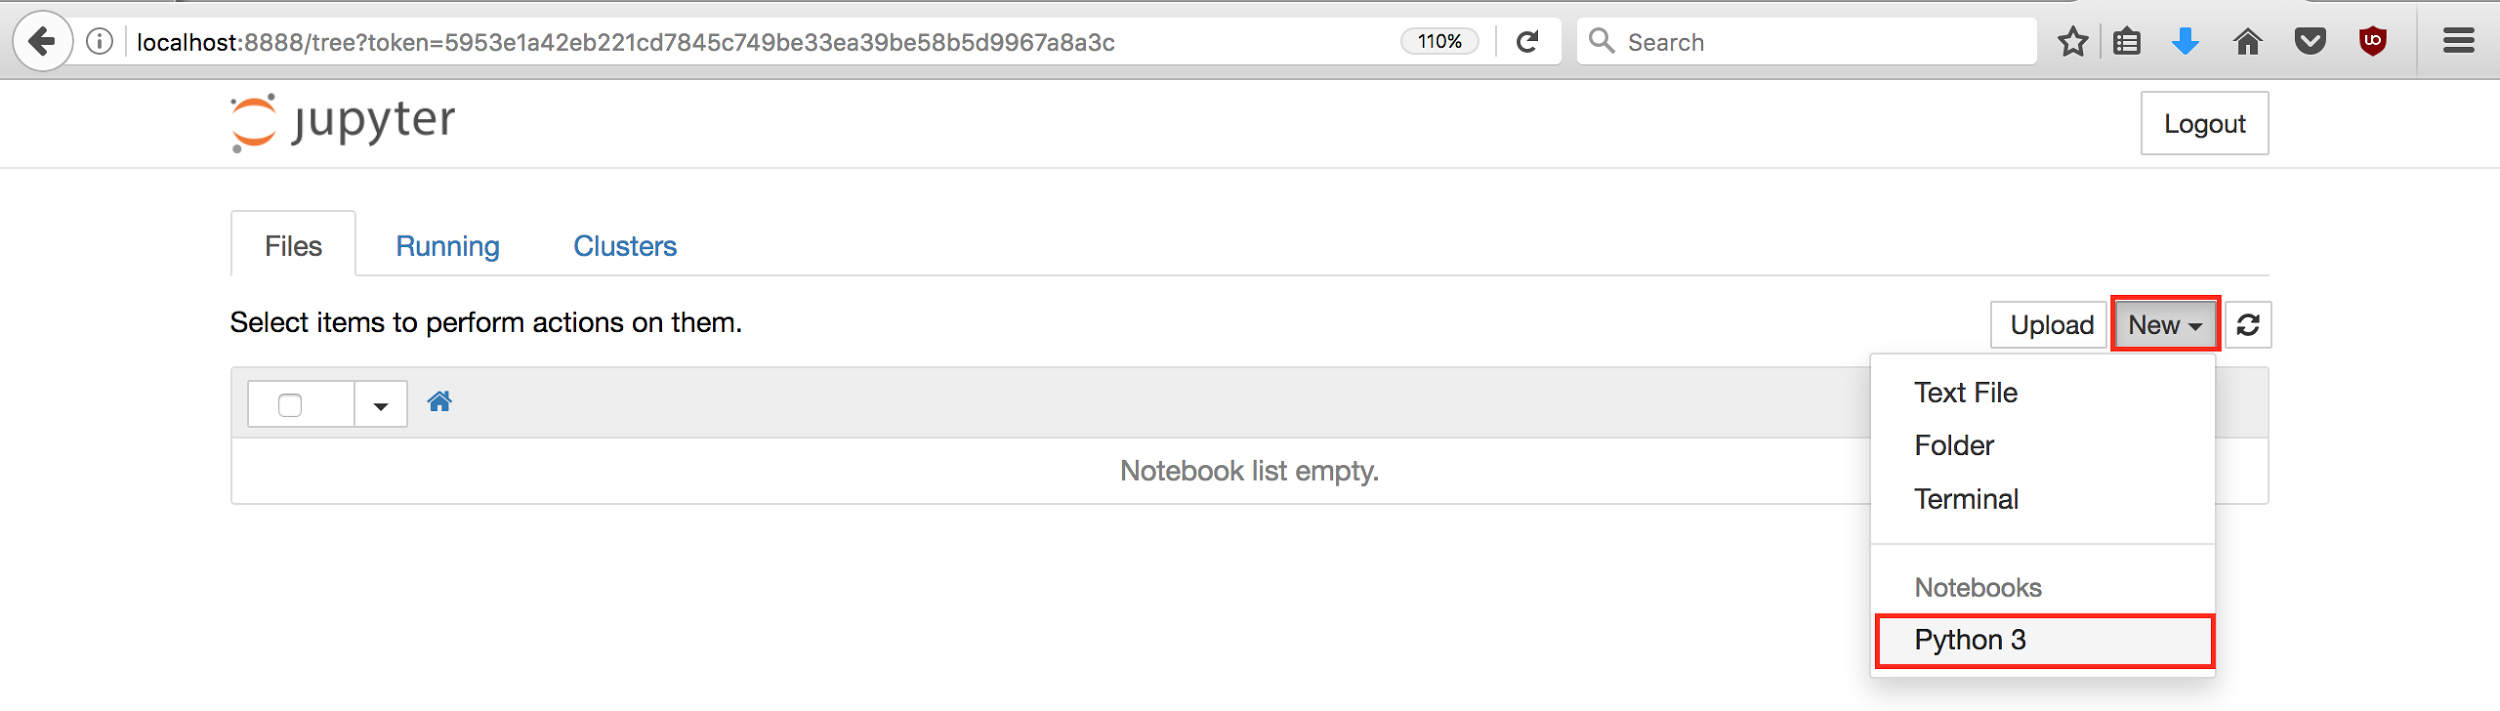 localhost:8888/tree?token=5953e1a42eb221cd7845c749be33ea39be58b5d9967a8a3c
110%
Search
jupyter
Logout
Files Running Clusters
Select items to perform actions on them.
Upload New
Notebook list empty.
Text File
Folder
Terminal
Notebooks
Python 3